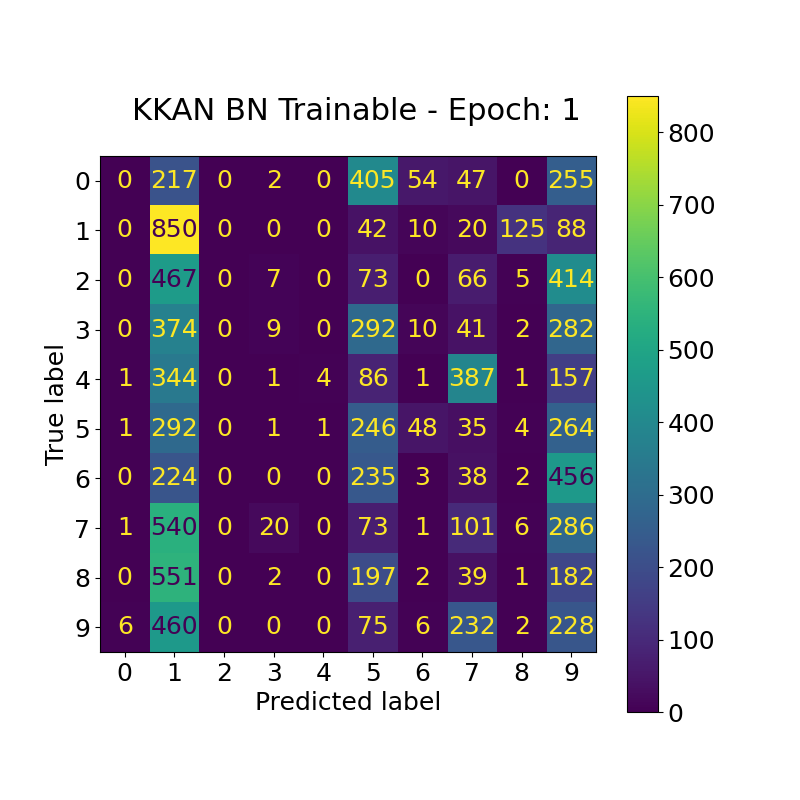 KKAN BN Trainable - Epoch: 1
0 0 217 0 2 0 405 54 47 0 255
1 0 850 0 0 0 42 10 20 125 88
2 0 467 0 7 0 73 0 66 5 414
3 0 374 0 9 0 292 10 41 2 282
4 1 344 0 1 4 86 1 387 1 157
5 1 292 0 1 1 246 48 35 4 264
6 0 224 0 0 0 235 3 38 2 456
7 1 540 0 20 0 73 1 101 6 286
8 0 551 0 2 0 197 2 39 1 182
9 6 460 0 0 0 75 6 232 2 228
0 1 2 3 4 5 6 7 8 9
Predicted label
True label
800
700
600
500
400
300
200
100
0